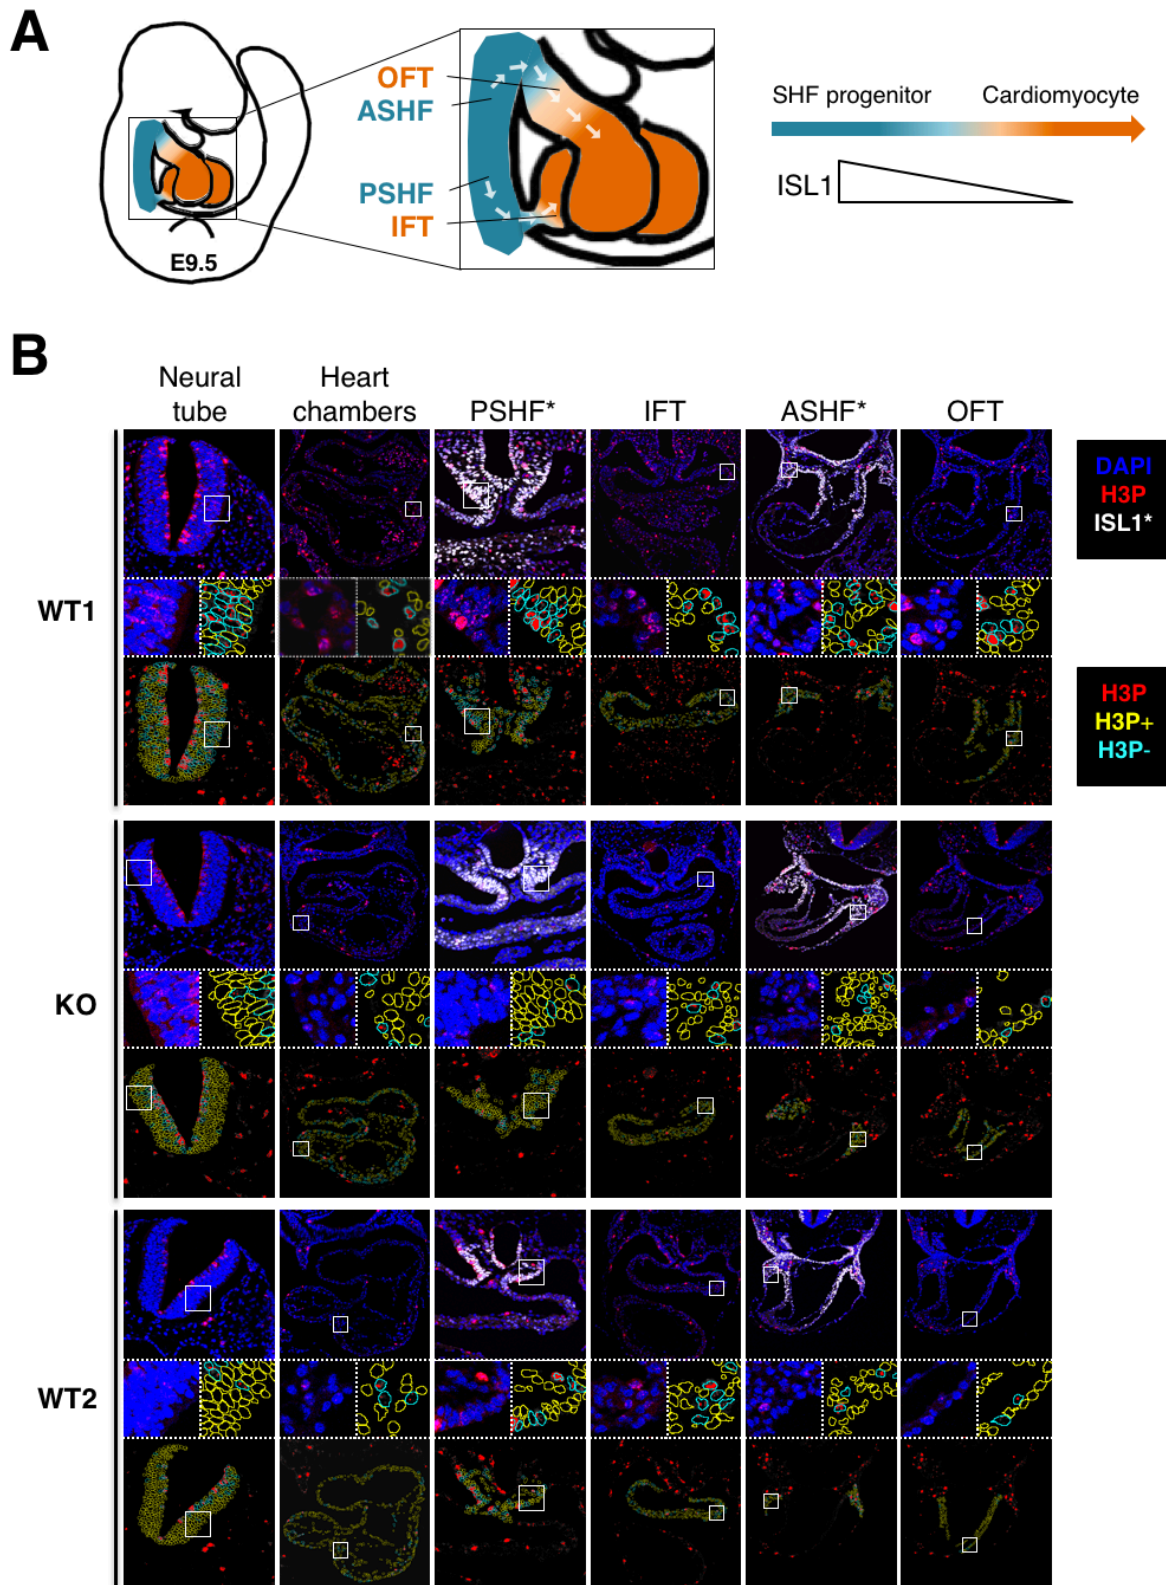 A
OFT
ASHF
PSHF
IFT
E9.5
SHF progenitor
Cardiomyocyte
ISL1
B
Neural
tube
Heart
chambers
PSHF*
IFT
ASHF*
OFT
WT1
DAPI
H3P
ISL1*
H3P
H3P+
H3P-
KO
WT2